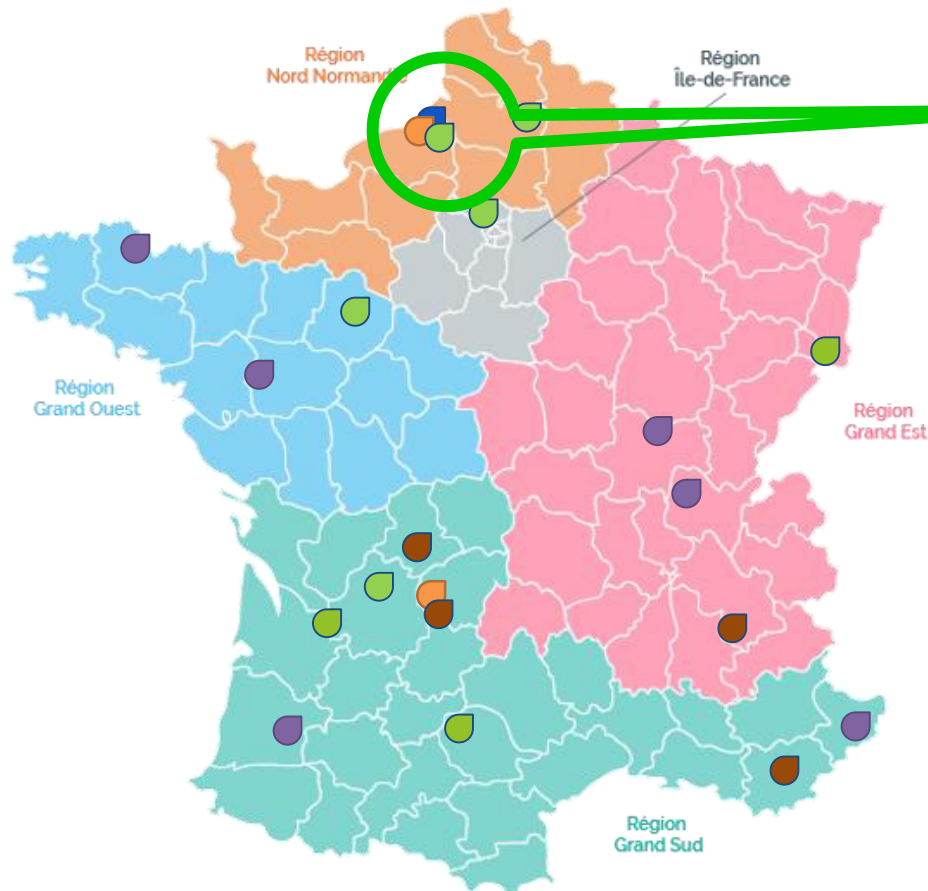 Région
Nord Normandie
Région
Île-de-France
Région
Grand Ouest
Région
Grand Est
Région
Grand Sud